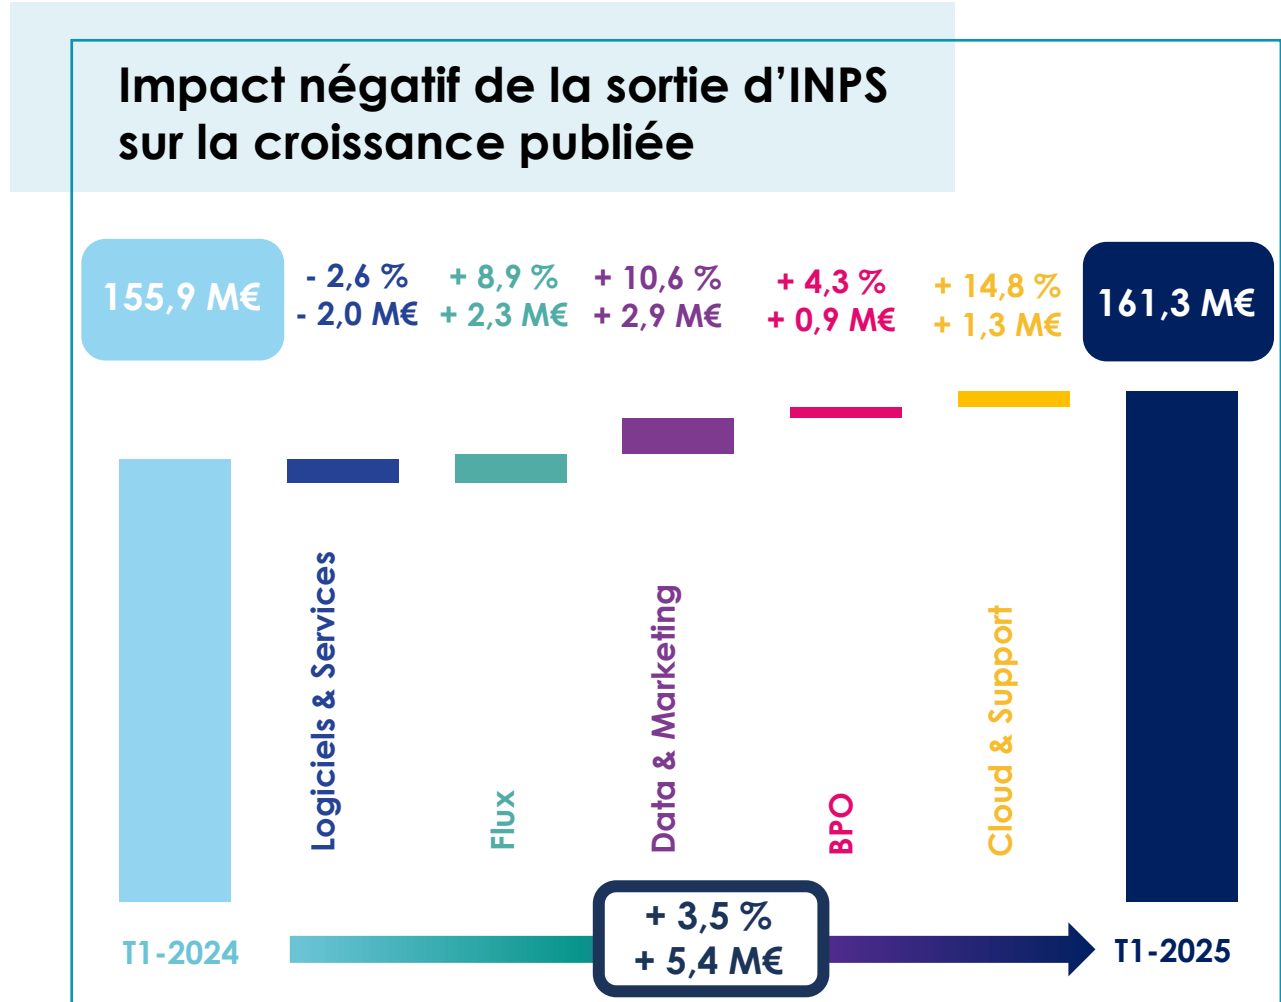 Impact négatif de la sortie d’INPS
sur la croissance publiée
155,9 M€
- 2,6 %
- 2,0 M€
+ 8,9 %
+ 2,3 M€
+ 10,6 %
+ 2,9 M€
+ 4,3 %
+ 0,9 M€
+ 14,8 %
+ 1,3 M€
161,3 M€
Logiciels & Services
Flux
Data & Marketing
BPO
Cloud & Support
T1-2024
+ 3,5 %
+ 5,4 M€
T1-2025